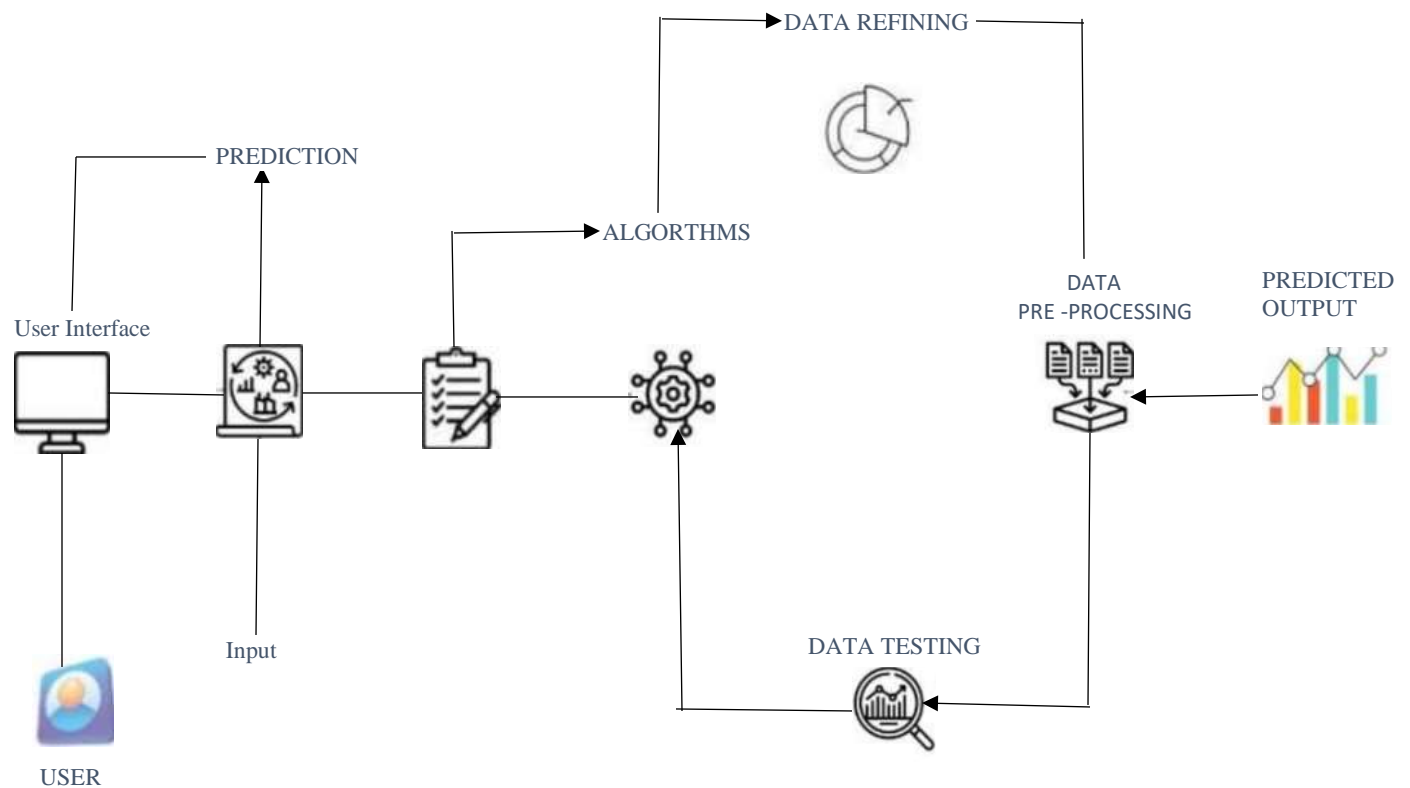 DATA REFINING
PREDICTION
ALGORTHMS
DATA
PRE -PROCESSING
PREDICTED
OUTPUT
User Interface
Input
DATA TESTING
USER